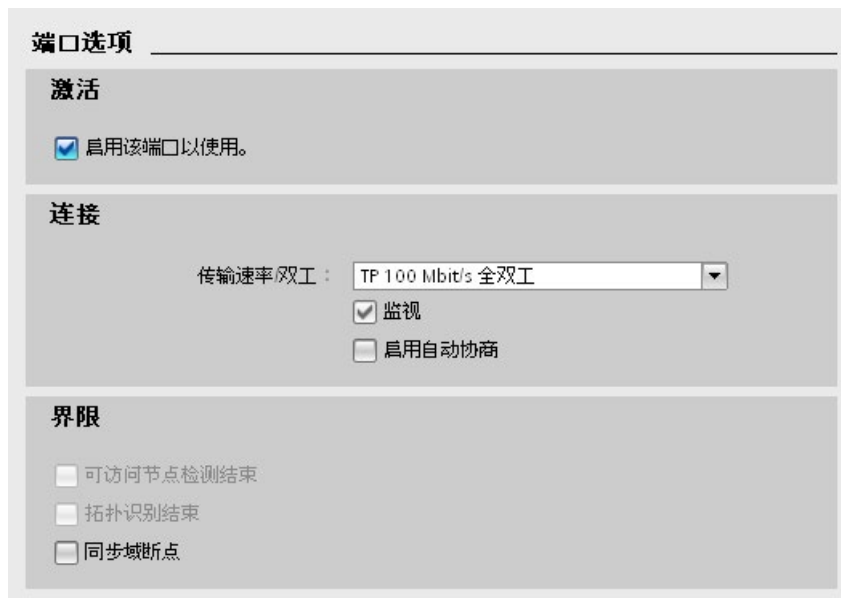 端口选项
激活
启用该端口以使用。
连接
传输速率/双工：
TP 100 Mbit/s 全双工
监视
启用自动协商
界限
可访问节点检测结束
拓扑识别结束
同步域断点